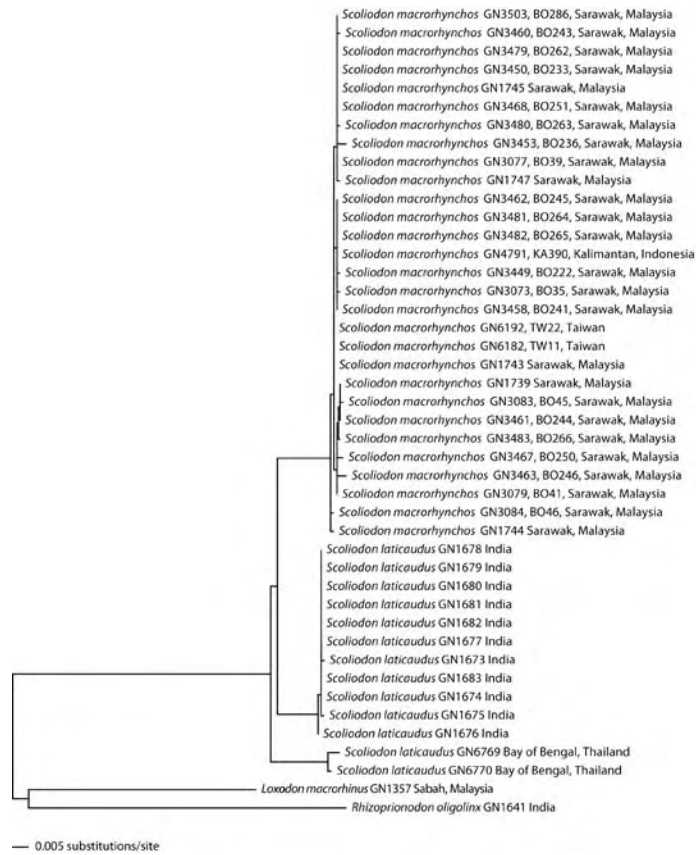 Scoliodon macrorhynchos GN3503, BO286, Sarawak, Malaysia
Scoliodon macrorhynchos GN3460, BO243, Sarawak, Malaysia
Scoliodon macrorhynchos GN3479, BO262, Sarawak, Malaysia
Scoliodon macrorhynchos GN3450, BO233, Sarawak, Malaysia
Scoliodon macrorhynchos GN1745 Sarawak, Malaysia
Scoliodon macrorhynchos GN3468, BO251, Sarawak, Malaysia
Scoliodon macrorhynchos GN3480, BO263, Sarawak, Malaysia
Scoliodon macrorhynchos GN3453, BO236, Sarawak, Malaysia
Scoliodon macrorhynchos GN3077, BO39, Sarawak, Malaysia
Scoliodon macrorhynchos GN1747 Sarawak, Malaysia
Scoliodon macrorhynchos GN3462, BO245, Sarawak, Malaysia
Scoliodon macrorhynchos GN3481, BO264, Sarawak, Malaysia
Scoliodon macrorhynchos GN3482, BO265, Sarawak, Malaysia
Scoliodon macrorhynchos GN4791, KA390, Kalimantan, Indonesia
Scoliodon macrorhynchos GN3449, BO222, Sarawak, Malaysia
Scoliodon macrorhynchos GN3073, BO35, Sarawak, Malaysia
Scoliodon macrorhynchos GN3458, BO241, Sarawak, Malaysia
Scoliodon macrorhynchos GN6192, TW22, Taiwan
Scoliodon macrorhynchos GN6182, TW11, Taiwan
Scoliodon macrorhynchos GN1743 Sarawak, Malaysia
Scoliodon macrorhynchos GN1739 Sarawak, Malaysia
Scoliodon macrorhynchos GN3083, BO45, Sarawak, Malaysia
Scoliodon macrorhynchos GN3461, BO244, Sarawak, Malaysia
Scoliodon macrorhynchos GN3483, BO266, Sarawak, Malaysia
Scoliodon macrorhynchos GN3467, BO250, Sarawak, Malaysia
Scoliodon macrorhynchos GN3463, BO246, Sarawak, Malaysia
Scoliodon macrorhynchos GN3079, BO41, Sarawak, Malaysia
Scoliodon macrorhynchos GN3084, BO46, Sarawak, Malaysia
Scoliodon macrorhynchos GN1744 Sarawak, Malaysia
Scoliodon laticaudus GN1678 India
Scoliodon laticaudus GN1679 India
Scoliodon laticaudus GN1680 India
Scoliodon laticaudus GN1681 India
Scoliodon laticaudus GN1682 India
Scoliodon laticaudus GN1677 India
Scoliodon laticaudus GN1673 India
Scoliodon laticaudus GN1683 India
Scoliodon laticaudus GN1674 India
Scoliodon laticaudus GN1675 India
Scoliodon laticaudus GN1676 India
Scoliodon laticaudus GN6769 Bay of Bengal, Thailand
Scoliodon laticaudus GN6770 Bay of Bengal, Thailand
Loxodon macrorhinus GN1357 Sabah, Malaysia
Rhizoprionodon oligolinx GN1641 India
0.005 substitutions/site